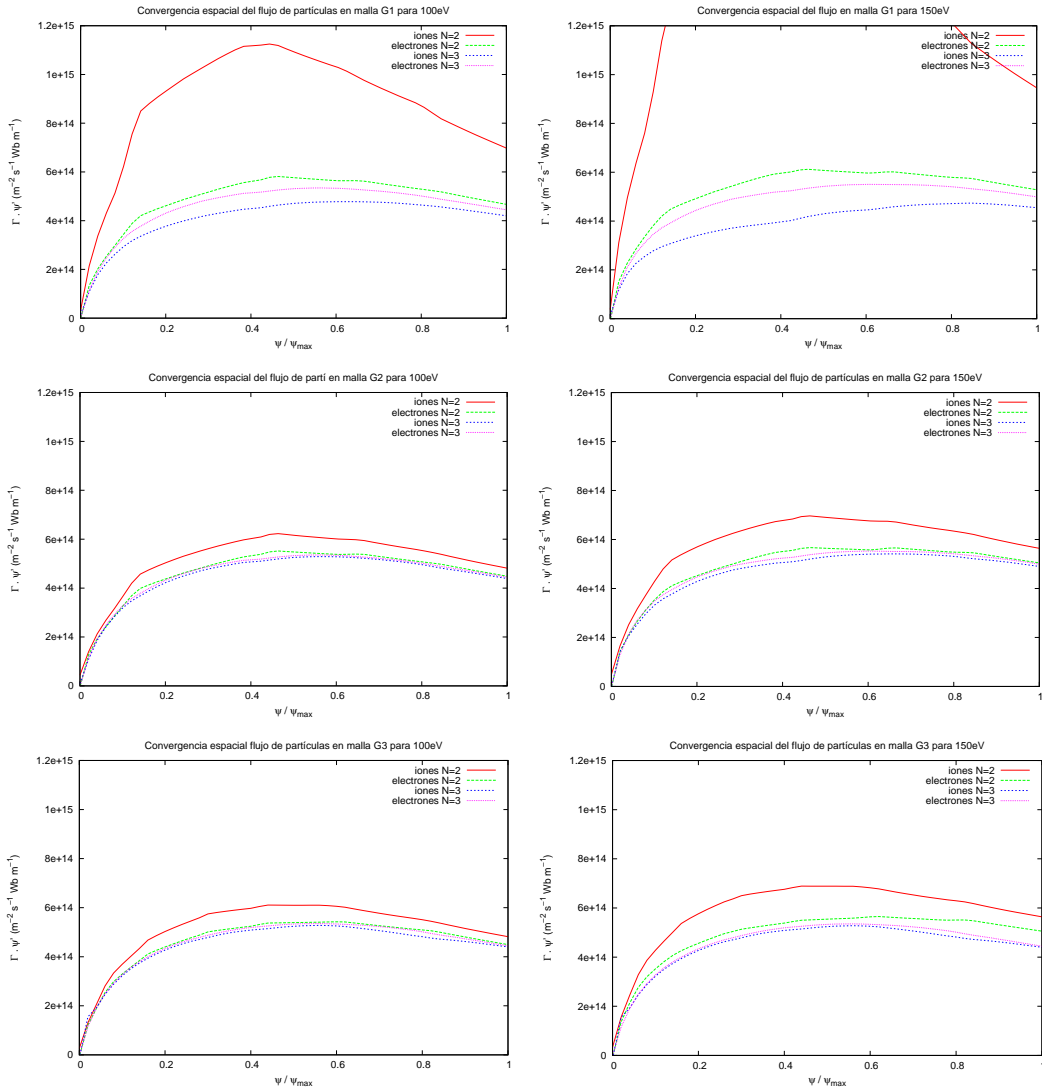 Convergencia espacial del flujo de partículas en malla G1 para 100eV
1.2e+15
1e+15
8e+14
6e+14
4e+14
2e+14
0
0 0.2 0.4 0.6 0.8 1
Γ . ψ' (m⁻² s⁻¹ Wb m⁻¹)
ψ / ψmax
iones N=2
electrones N=2
iones N=3
electrones N=3
Convergencia espacial del flujo en malla G1 para 150eV
1.2e+15
1e+15
8e+14
6e+14
4e+14
2e+14
0
0 0.2 0.4 0.6 0.8 1
Γ . ψ' (m⁻² s⁻¹ Wb m⁻¹)
ψ / ψmax
iones N=2
electrones N=2
iones N=3
electrones N=3
Convergencia espacial del flujo de partí en malla G2 para 100eV
1.2e+15
1e+15
8e+14
6e+14
4e+14
2e+14
0
0 0.2 0.4 0.6 0.8 1
Γ . ψ' (m⁻² s⁻¹ Wb m⁻¹)
ψ / ψmax
iones N=2
electrones N=2
iones N=3
electrones N=3
Convergencia espacial del flujo de partículas en malla G2 para 150eV
1.2e+15
1e+15
8e+14
6e+14
4e+14
2e+14
0
0 0.2 0.4 0.6 0.8 1
Γ . ψ' (m⁻² s⁻¹ Wb m⁻¹)
ψ / ψmax
iones N=2
electrones N=2
iones N=3
electrones N=3
Convergencia espacial flujo de partículas en malla G3 para 100eV
1.2e+15
1e+15
8e+14
6e+14
4e+14
2e+14
0
0 0.2 0.4 0.6 0.8 1
Γ . ψ' (m⁻² s⁻¹ Wb m⁻¹)
ψ / ψmax
iones N=2
electrones N=2
iones N=3
electrones N=3
Convergencia espacial del flujo de partículas en malla G3 para 150eV
1.2e+15
1e+15
8e+14
6e+14
4e+14
2e+14
0
0 0.2 0.4 0.6 0.8 1
Γ . ψ' (m⁻² s⁻¹ Wb m⁻¹)
ψ / ψmax
iones N=2
electrones N=2
iones N=3
electrones N=3